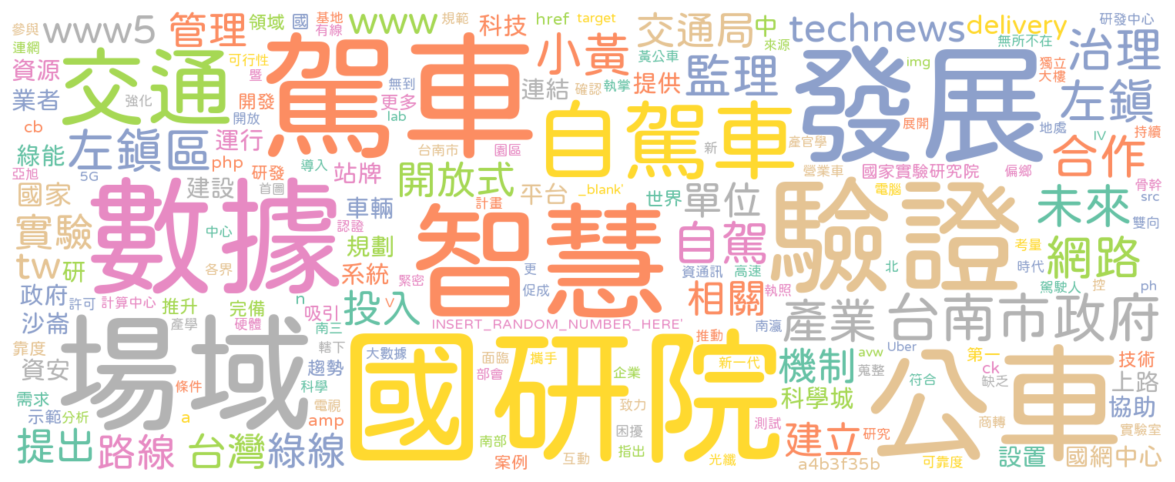 參與
連網
www5
管理
領域
國
基地
有線
www
規範
科技
href
target
交通局
中
來源
technews
delivery
無所不在
研發中心
治理
資源
業者
交通
可行性
暨
駕車
小黃
連結
黃公車
確認
執掌
提供
監理
img
發展
獨立
大樓
左鎮
強化
開發
開放
無到
更多
lab
cb
綠能
亞旭
左鎮區
運行
台南市
園區
自駕車
新
產官學
展開
營業車
地處
IV
持續
合作
php
研發
導入
站牌
開放式
國家實驗研究院
偏鄉
5G
國家
建設
首圖
數據
車輛
計畫
平台
_blank'
世界
單位
電腦
驗證
未來
骨幹
src
雙向
實驗
中心
認證
規劃
智慧
自駕
資通訊
高速
執照
網路
考量
時代
駕駛人
tw
研
各界
系統
緊密
更
促成
相關
北
控
ph
政府
許可
計算中心
推升
完備
n
吸引
V
投入
產業
台南市政府
沙崙
產學
硬體
南三
INSERT_RANDOM_NUMBER_HERE'
推動
南瀛
靠度
資安
場域
轄下
趨勢
大數據
國研院
面臨
部會
攜手
企業
新一代
機制
avw
蒐整
Uber
第一
ck
缺乏
公車
技術
上路
需求
示範
分析
條件
科學
電視
a
amp
致力
科學城
符合
協助
提出
路線
台灣
綠線
南部
案例
互動
困擾
指出
光纖
測試
建立
研究
a4b3f35b
可靠度
商轉
設置
實驗室
國網中心